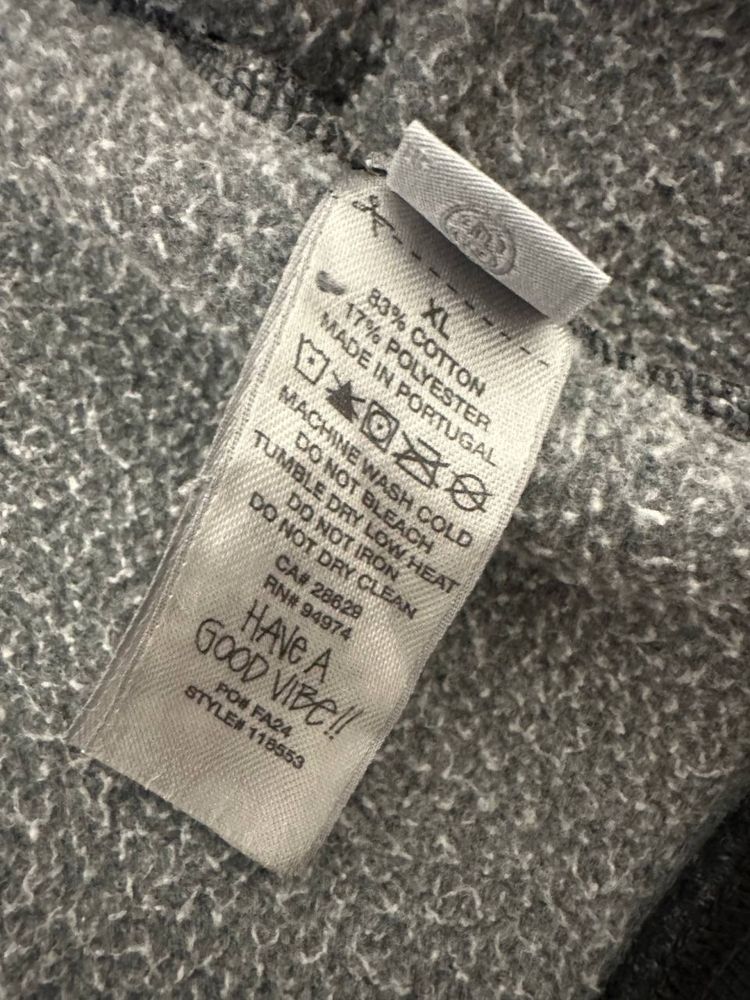 XL
83% COTTON
17% POLYESTER
MADE IN PORTUGAL
MACHINE WASH COLD
DO NOT BLEACH
TUMBLE DRY LOW HEAT
DO NOT IRON
DO NOT DRY CLEAN
CA# 28629
RN# 94974
HAVE A
GOOD VIBE!!
PO# FA24
STYLE# 118553